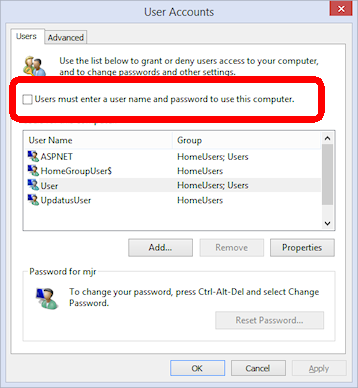 User Accounts
Users
Advanced
Use the list below to grant or deny users access to your computer,
and to change passwords and other settings.
Users must enter a user name and password to use this computer.
User Name Group
ASPNET HomeUsers; Users
HomeGroupUser$ HomeUsers
User HomeUsers; Users
UpdatusUser HomeUsers
Add... Remove Properties
Password for mjr
To change your password, press Ctrl-Alt-Del and select Change
Password.
Reset Password...
OK Cancel Apply